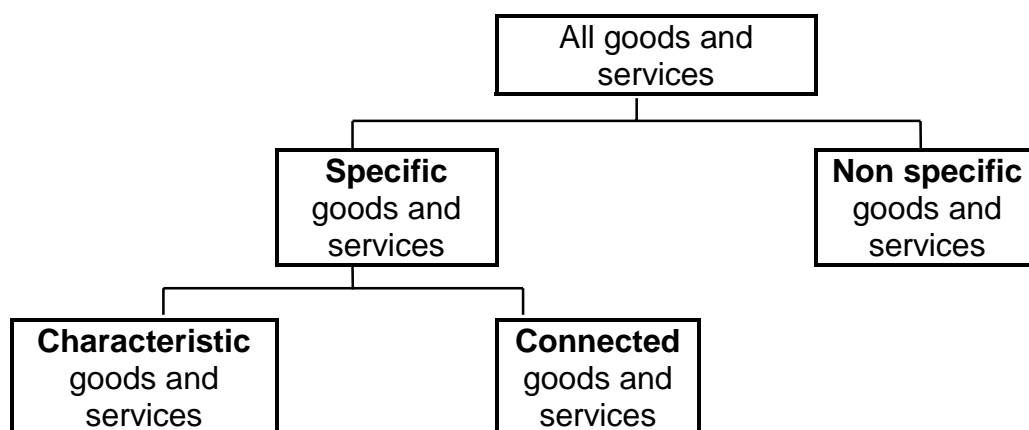 All goods and
services
Specific
goods and
services
Non specific
goods and
services
Characteristic
goods and
services
Connected
goods and
services